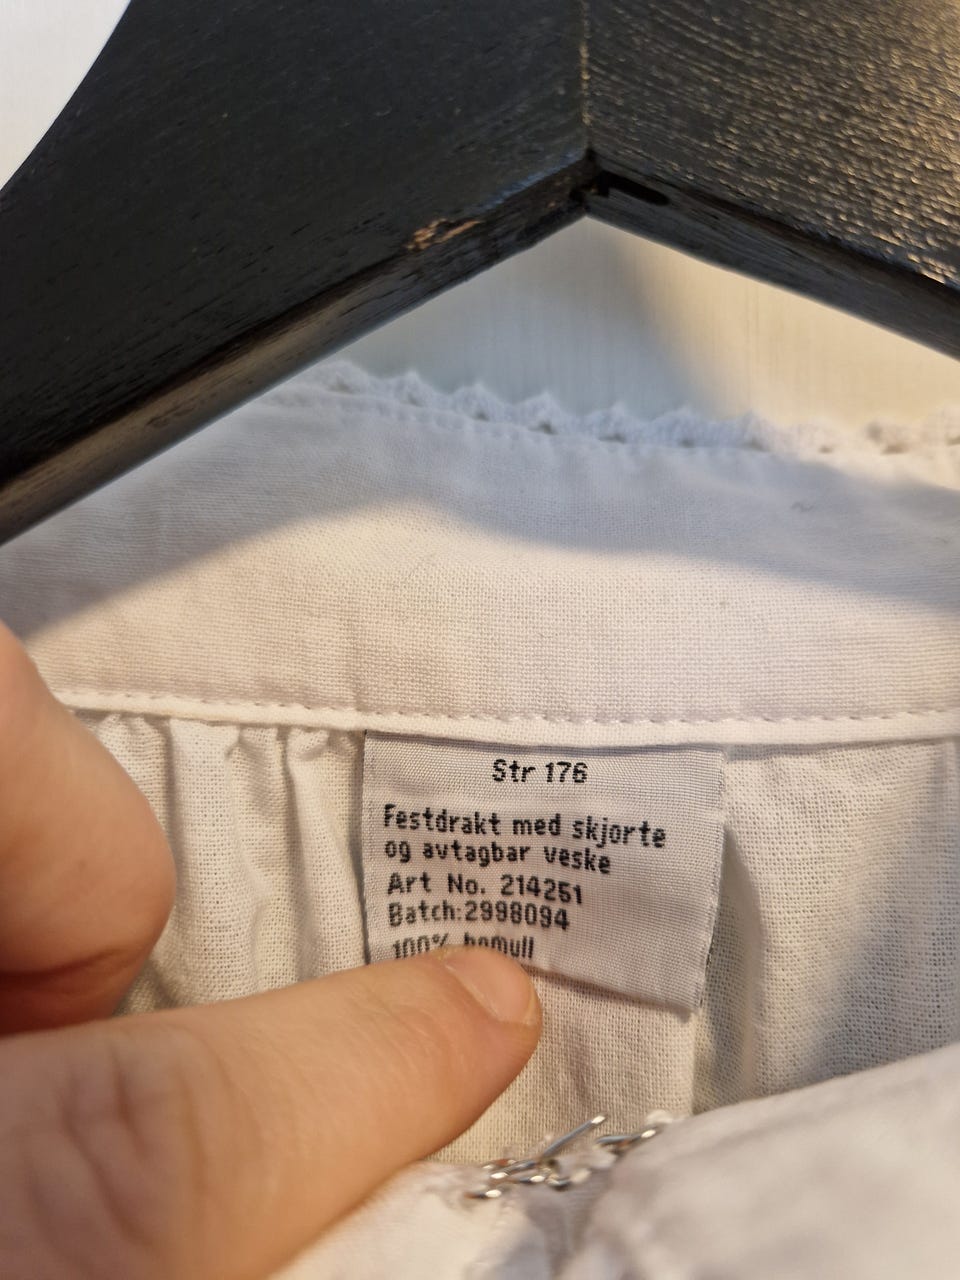 Str 176
Festdrakt med skjorte
og avtagbar veske
Art No. 214251
Batch:2998094
100% bomull